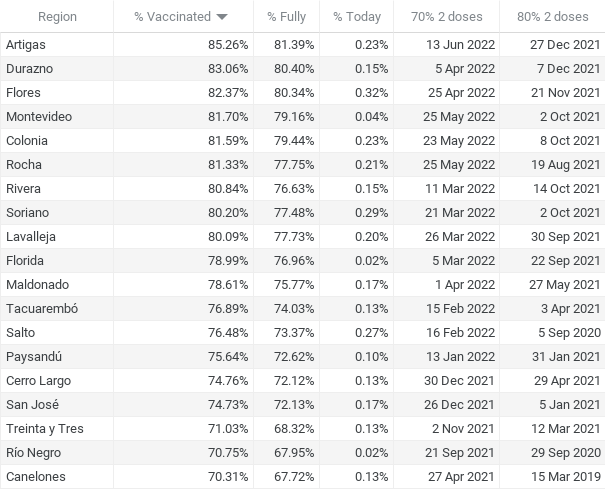 Region % Vaccinated % Fully % Today 70% 2 doses 80% 2 doses
Artigas 85.26% 81.39% 0.23% 13 Jun 2022 27 Dec 2021
Durazno 83.06% 80.40% 0.15% 5 Apr 2022 7 Dec 2021
Flores 82.37% 80.34% 0.32% 25 Apr 2022 21 Nov 2021
Montevideo 81.70% 79.16% 0.04% 25 May 2022 2 Oct 2021
Colonia 81.59% 79.44% 0.23% 23 May 2022 8 Oct 2021
Rocha 81.33% 77.75% 0.21% 25 May 2022 19 Aug 2021
Rivera 80.84% 76.63% 0.15% 11 Mar 2022 14 Oct 2021
Soriano 80.20% 77.48% 0.29% 21 Mar 2022 2 Oct 2021
Lavalleja 80.09% 77.73% 0.20% 26 Mar 2022 30 Sep 2021
Florida 78.99% 76.96% 0.02% 5 Mar 2022 22 Sep 2021
Maldonado 78.61% 75.77% 0.17% 1 Apr 2022 27 May 2021
Tacuarembó 76.89% 74.03% 0.13% 15 Feb 2022 3 Apr 2021
Salto 76.48% 73.37% 0.27% 16 Feb 2022 5 Sep 2020
Paysandú 75.64% 72.62% 0.10% 13 Jan 2022 31 Jan 2021
Cerro Largo 74.76% 72.12% 0.13% 30 Dec 2021 29 Apr 2021
San José 74.73% 72.13% 0.17% 26 Dec 2021 5 Jan 2021
Treinta y Tres 71.03% 68.32% 0.13% 2 Nov 2021 12 Mar 2021
Río Negro 70.75% 67.95% 0.02% 21 Sep 2021 29 Sep 2020
Canelones 70.31% 67.72% 0.13% 27 Apr 2021 15 Mar 2019